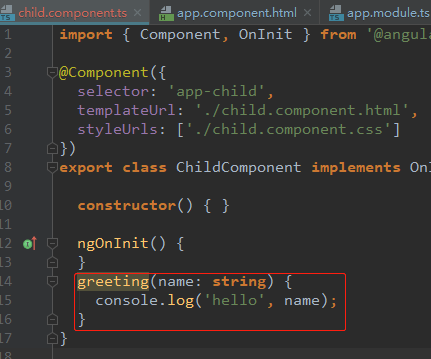 child.component.ts
app.component.html
app.module.ts
1 import { Component, OnInit } from '@angula
2
3 @Component({
4 selector: 'app-child',
5 templateUrl: './child.component.html',
6 styleUrls: ['./child.component.css']
7 })
8 export class ChildComponent implements OnI
9
10 constructor() { }
11
12 ngOnInit() {
13 }
14 greeting(name: string) {
15 console.log('hello', name);
16 }
17 }
18